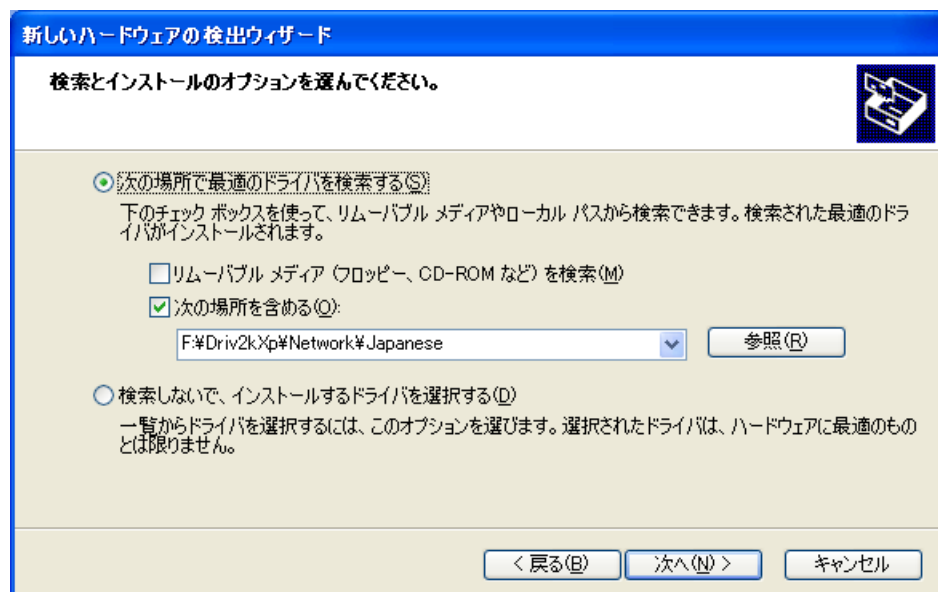 新しいハードウェアの検出ウィザード
検索とインストールのオプションを選んでください。
次の場所で最適のドライバを検索する(S)
下のチェック ボックスを使って、リムーバブル メディアやローカル パスから検索できます。検索された最適のドラ
イバがインストールされます。
リムーバブル メディア (フロッピー、CD-ROM など) を検索(M)
次の場所を含める(O):
F:¥Driv2kXp¥Network¥Japanese
参照(R)
検索しないで、インストールするドライバを選択する(D)
一覧からドライバを選択するには、このオプションを選びます。選択されたドライバは、ハードウェアに最適のもの
とは限りません。
< 戻る(B)
次へ(N) >
キャンセル